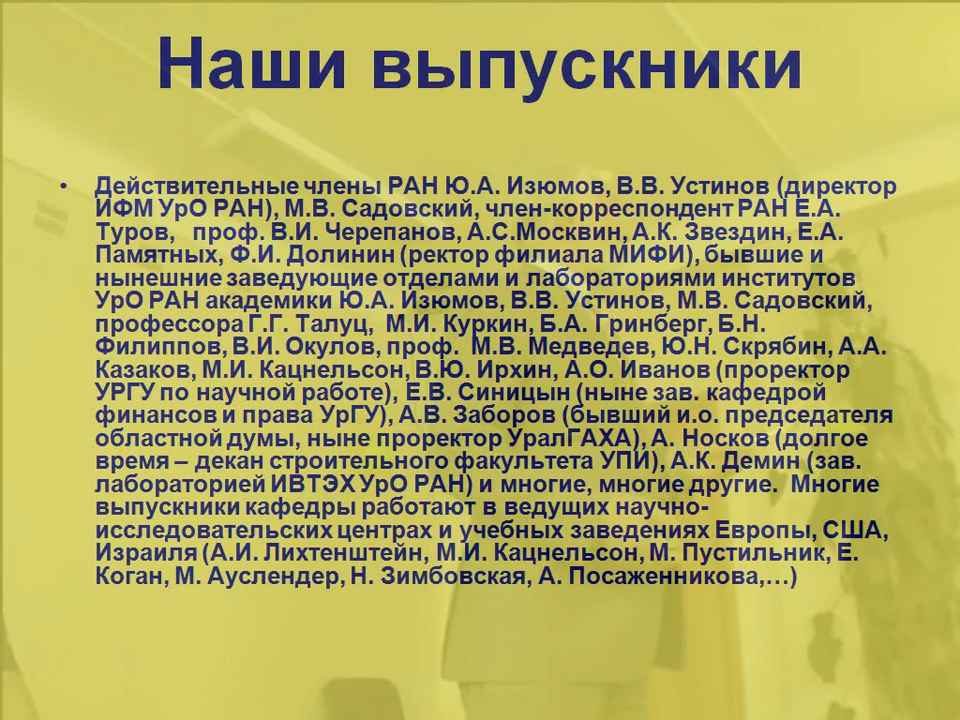 Наши выпускники
• Действительные члены РАН Ю.А. Изюмов, В.В. Устинов (директор
ИФМ УрО РАН), М.В. Садовский, член-корреспондент РАН Е.А.
Туров, проф. В.И. Черепанов, А.С.Москвин, А.К. Звездин, Е.А.
Памятных, Ф.И. Долинин (ректор филиала МИФИ), бывшие и
нынешние заведующие отделами и лабораториями институтов
УрО РАН академики Ю.А. Изюмов, В.В. Устинов, М.В. Садовский,
профессора Г.Г. Талуц, М.И. Куркин, Б.А. Гринберг, Б.Н.
Филиппов, В.И. Окулов, проф. М.В. Медведев, Ю.Н. Скрябин, А.А.
Казаков, М.И. Кацнельсон, В.Ю. Ирхин, А.О. Иванов (проректор
УРГУ по научной работе), Е.В. Синицын (ныне зав. кафедрой
финансов и права УрГУ), А.В. Заборов (бывший и.о. председателя
областной думы, ныне проректор УралГАХА), А. Носков (долгое
время – декан строительного факультета УПИ), А.К. Демин (зав.
лабораторией ИВТЭХ УрО РАН) и многие, многие другие. Многие
выпускники кафедры работают в ведущих научно-
исследовательских центрах и учебных заведениях Европы, США,
Израиля (А.И. Лихтенштейн, М.И. Кацнельсон, М. Пустильник, Е.
Коган, М. Ауслендер, Н. Зимбовская, А. Посаженникова,…)